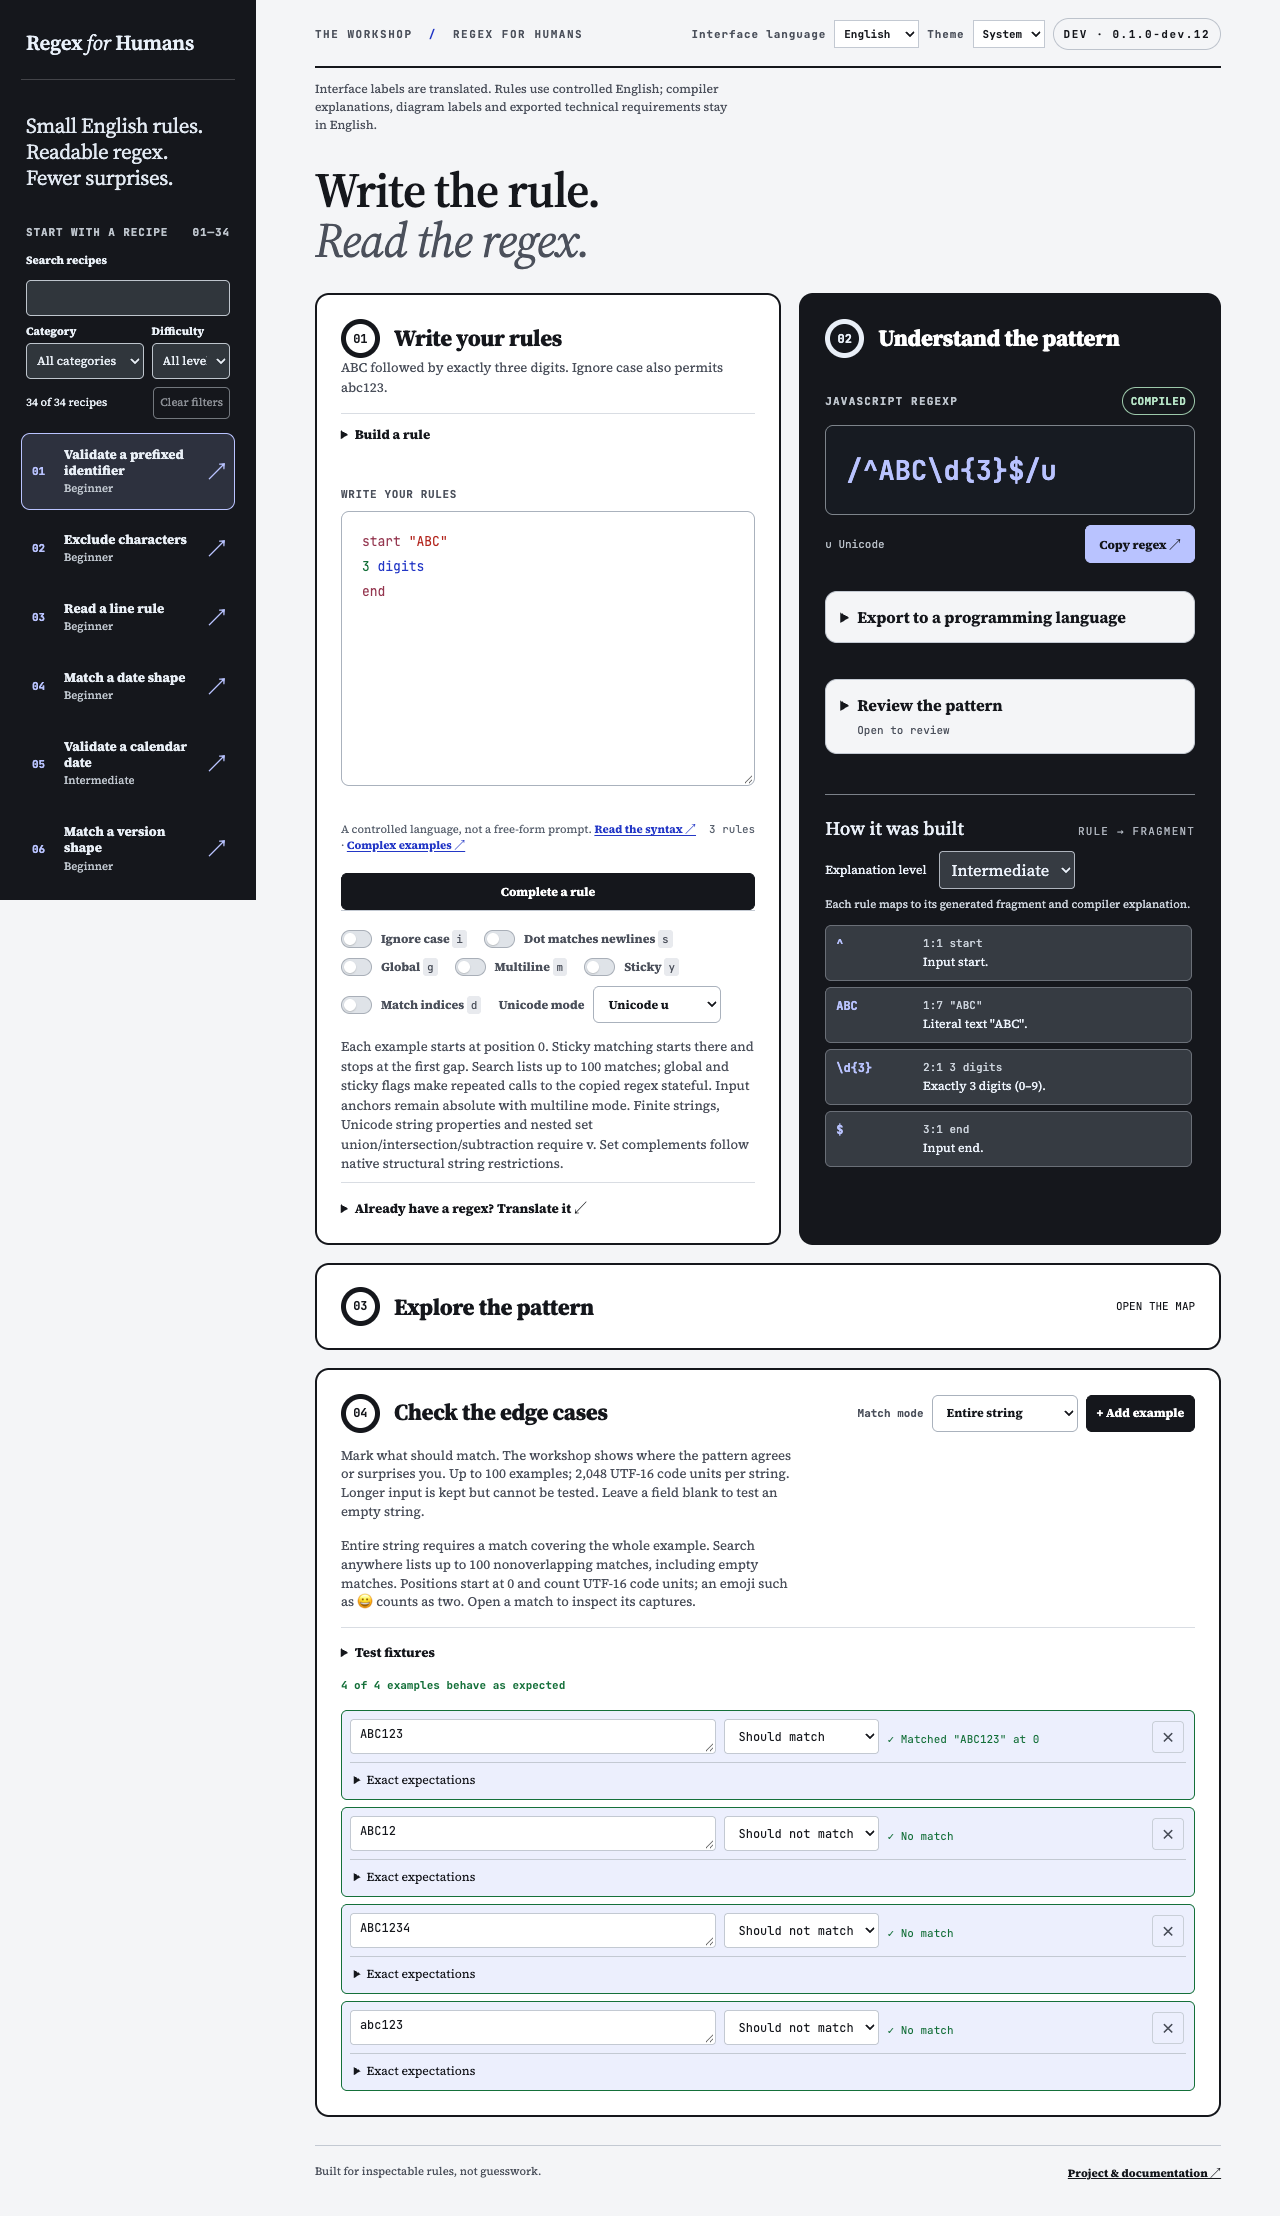 Regex for Humans
Small English rules.
Readable regex.
Fewer surprises.
START WITH A RECIPE 01—34
Search recipes
Category Difficulty
All categories All leve
34 of 34 recipes Clear filters
01 Validate a prefixed identifier ↗
Beginner
02 Exclude characters ↗
Beginner
03 Read a line rule ↗
Beginner
04 Match a date shape ↗
Beginner
05 Validate a calendar date ↗
Intermediate
06 Match a version shape ↗
Beginner
THE WORKSHOP / REGEX FOR HUMANS
Interface language English Theme System DEV · 0.1.0-dev.12
Interface labels are translated. Rules use controlled English; compiler
explanations, diagram labels and exported technical requirements stay
in English.
Write the rule.
Read the regex.
01 Write your rules
ABC followed by exactly three digits. Ignore case also permits
abc123.
▶ Build a rule
WRITE YOUR RULES
start "ABC"
3 digits
end
A controlled language, not a free-form prompt. Read the syntax ↗ 3 rules
· Complex examples ↗
Complete a rule
Ignore case i Dot matches newlines s
Global g Multiline m Sticky y
Match indices d Unicode mode Unicode u
Each example starts at position 0. Sticky matching starts there and
stops at the first gap. Search lists up to 100 matches; global and
sticky flags make repeated calls to the copied regex stateful. Input
anchors remain absolute with multiline mode. Finite strings,
Unicode string properties and nested set
union/intersection/subtraction require v. Set complements follow
native structural string restrictions.
▶ Already have a regex? Translate it ↙
02 Understand the pattern
JAVASCRIPT REGEXP COMPILED
/^ABC\d{3}$/u
u Unicode Copy regex ↗
▶ Export to a programming language
▶ Review the pattern
Open to review
How it was built RULE → FRAGMENT
Explanation level Intermediate
Each rule maps to its generated fragment and compiler explanation.
^ 1:1 start
Input start.
ABC 1:7 "ABC"
Literal text "ABC".
\d{3} 2:1 3 digits
Exactly 3 digits (0–9).
$ 3:1 end
Input end.
03 Explore the pattern OPEN THE MAP
04 Check the edge cases Match mode Entire string + Add example
Mark what should match. The workshop shows where the pattern agrees
or surprises you. Up to 100 examples; 2,048 UTF-16 code units per string.
Longer input is kept but cannot be tested. Leave a field blank to test an
empty string.
Entire string requires a match covering the whole example. Search
anywhere lists up to 100 nonoverlapping matches, including empty
matches. Positions start at 0 and count UTF-16 code units; an emoji such
as 😀 counts as two. Open a match to inspect its captures.
▶ Test fixtures
4 of 4 examples behave as expected
ABC123 Should match ✓ Matched "ABC123" at 0 ✕
▶ Exact expectations
ABC12 Should not match ✓ No match ✕
▶ Exact expectations
ABC1234 Should not match ✓ No match ✕
▶ Exact expectations
abc123 Should not match ✓ No match ✕
▶ Exact expectations
Built for inspectable rules, not guesswork. Project & documentation ↗